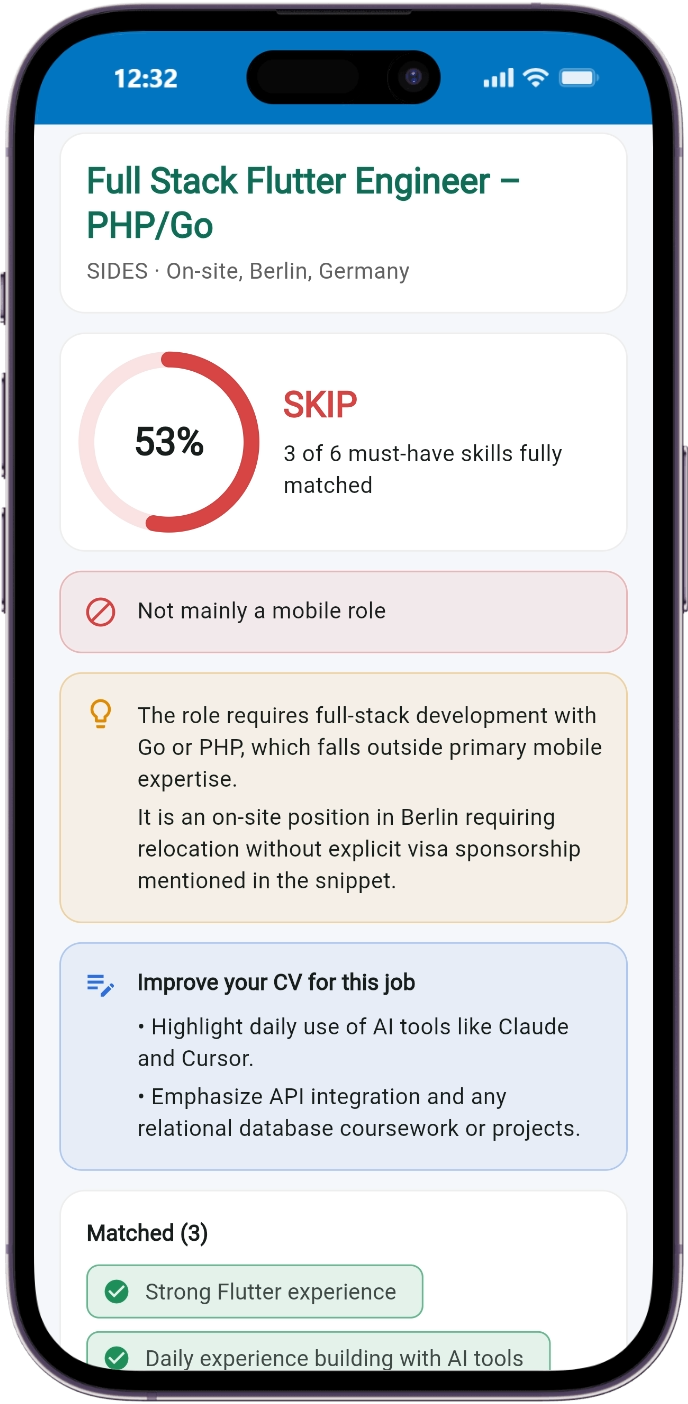 12:32
Full Stack Flutter Engineer –
PHP/Go
SIDES · On-site, Berlin, Germany
53%
SKIP
3 of 6 must-have skills fully
matched
Not mainly a mobile role
The role requires full-stack development with
Go or PHP, which falls outside primary mobile
expertise.
It is an on-site position in Berlin requiring
relocation without explicit visa sponsorship
mentioned in the snippet.
Improve your CV for this job
• Highlight daily use of AI tools like Claude
and Cursor.
• Emphasize API integration and any
relational database coursework or projects.
Matched (3)
Strong Flutter experience
Daily experience building with AI tools